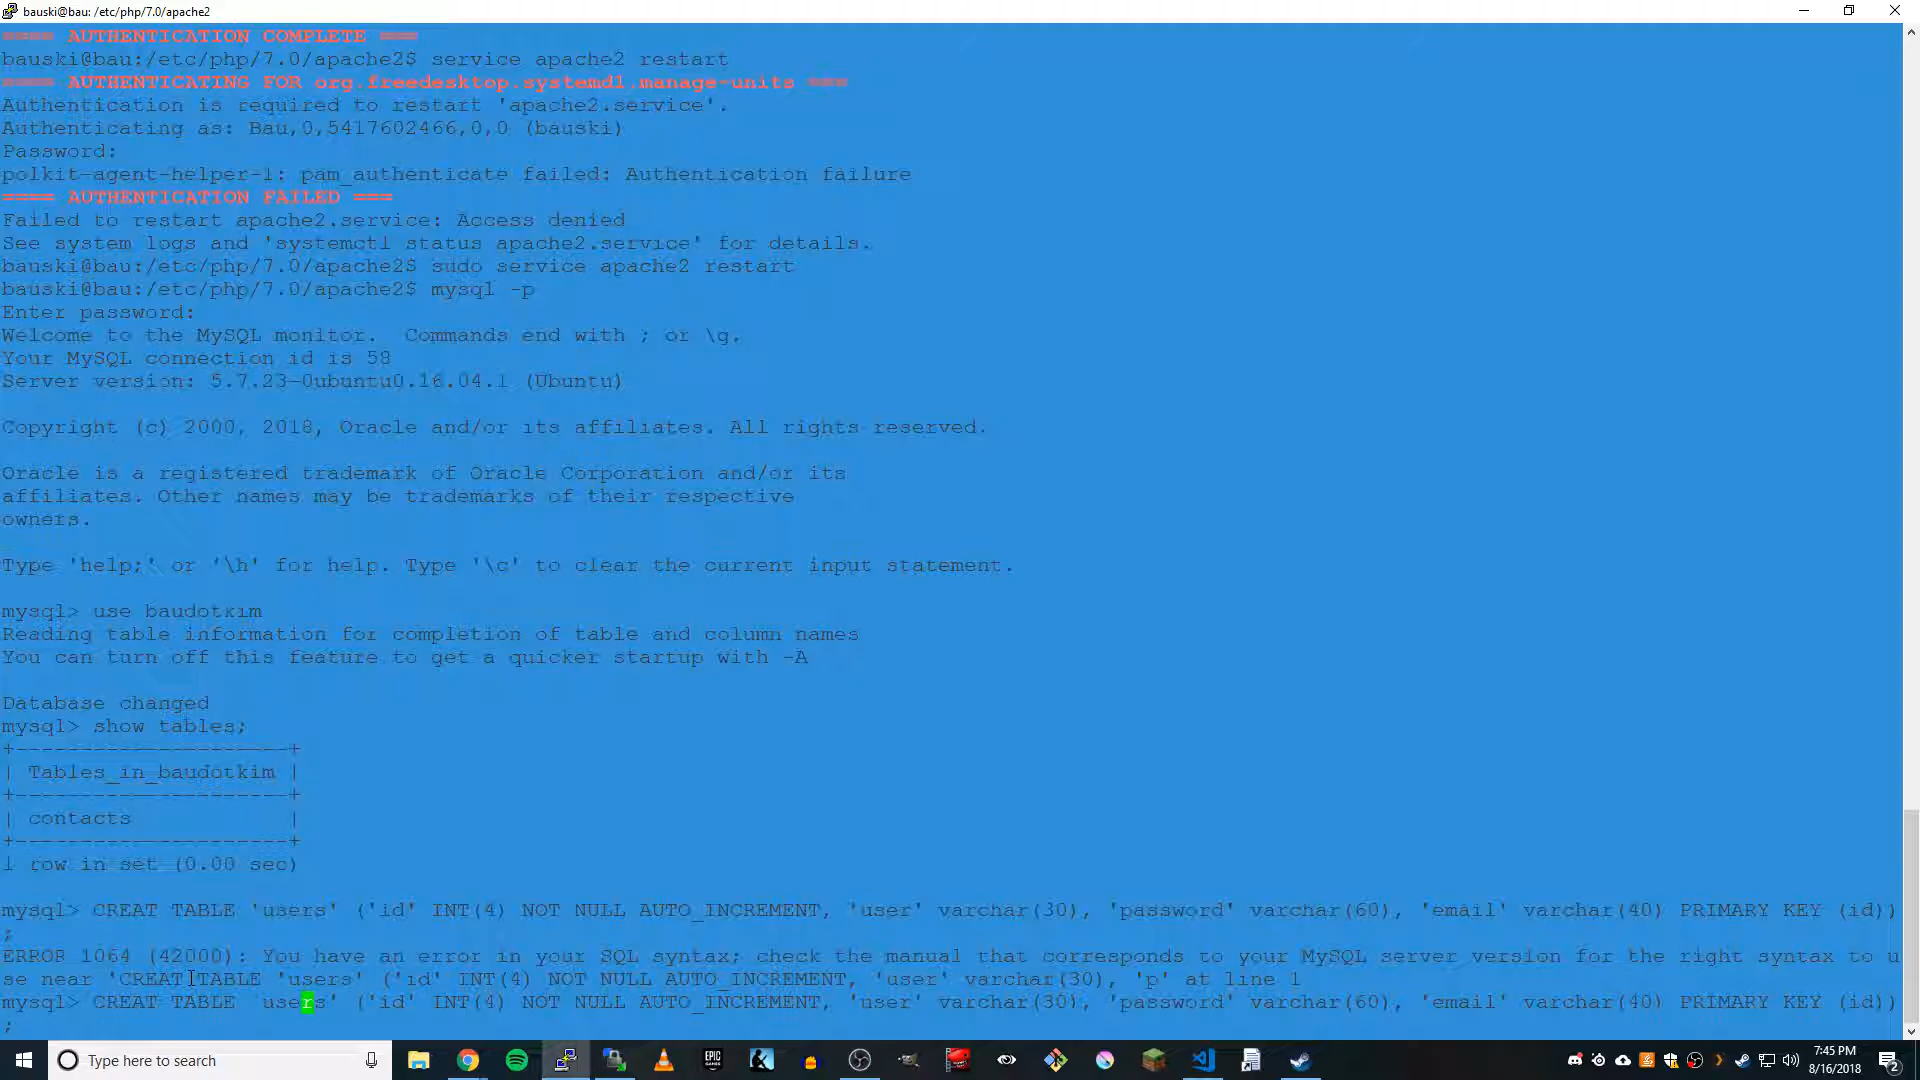 bauski@bau: /etc/php/7.0/apache2
==== AUTHENTICATION COMPLETE ===
bauski@bau:/etc/php/7.0/apache2$ service apache2 restart
==== AUTHENTICATING FOR org.freedesktop.systemd1.manage-units ===
Authentication is required to restart 'apache2.service'.
Authenticating as: Bau,0,5417602466,0,0 (bauski)
Password:
polkit-agent-helper-1: pam_authenticate failed: Authentication failure
==== AUTHENTICATION FAILED ===
Failed to restart apache2.service: Access denied
See system logs and 'systemctl status apache2.service' for details.
bauski@bau:/etc/php/7.0/apache2$ sudo service apache2 restart
bauski@bau:/etc/php/7.0/apache2$ mysql -p
Enter password:
Welcome to the MySQL monitor.  Commands end with ; or \g.
Your MySQL connection id is 58
Server version: 5.7.23-0ubuntu0.16.04.1 (Ubuntu)
Copyright (c) 2000, 2018, Oracle and/or its affiliates. All rights reserved.
Oracle is a registered trademark of Oracle Corporation and/or its
affiliates. Other names may be trademarks of their respective
owners.
Type 'help;' or '\h' for help. Type '\c' to clear the current input statement.
mysql> use baudotkim
Reading table information for completion of table and column names
You can turn off this feature to get a quicker startup with -A
Database changed
mysql> show tables;
+---------------------+
| Tables_in_baudotkim |
+---------------------+
| contacts            |
+---------------------+
1 row in set (0.00 sec)
mysql> CREAT TABLE 'users' ('id' INT(4) NOT NULL AUTO_INCREMENT, 'user' varchar(30), 'password' varchar(60), 'email' varchar(40) PRIMARY KEY (id))
;
ERROR 1064 (42000): You have an error in your SQL syntax; check the manual that corresponds to your MySQL server version for the right syntax to u
se near 'CREAT TABLE 'users' ('id' INT(4) NOT NULL AUTO_INCREMENT, 'user' varchar(30), 'p' at line 1
mysql> CREAT TABLE 'users' ('id' INT(4) NOT NULL AUTO_INCREMENT, 'user' varchar(30), 'password' varchar(60), 'email' varchar(40) PRIMARY KEY (id))
;
Type here to search
EPIC GAMES
7:45 PM
8/16/2018
2